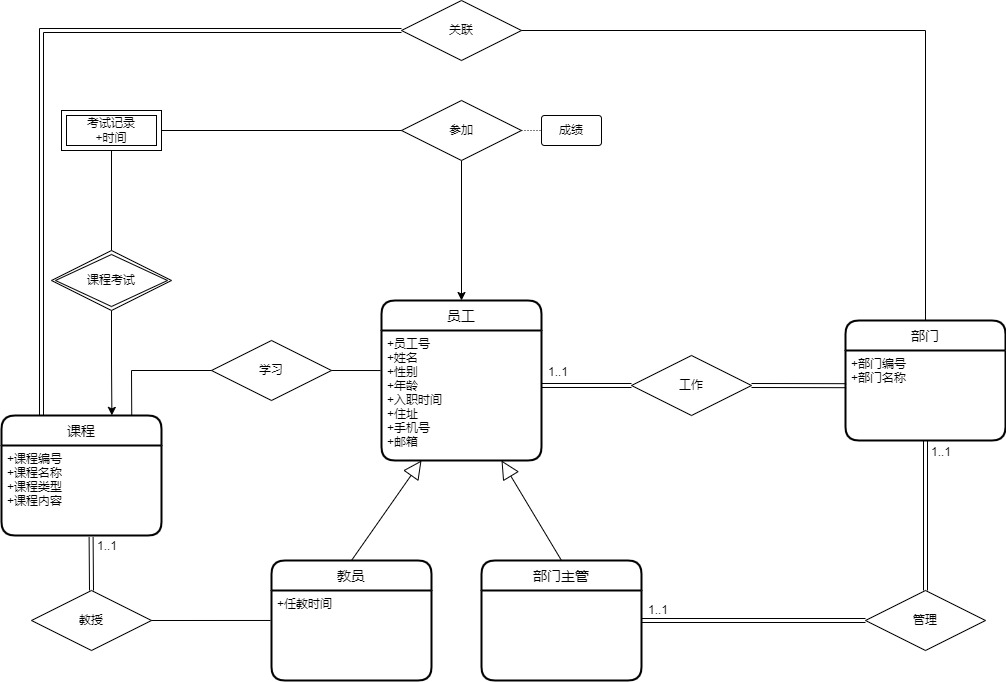 关联
考试记录
+时间
参加
成绩
课程考试
员工
+员工号
+姓名
+性别
+年龄
+入职时间
+住址
+手机号
+邮箱
学习
1..1
工作
部门
+部门编号
+部门名称
课程
+课程编号
+课程名称
+课程类型
+课程内容
1..1
1..1
教员
+任教时间
部门主管
1..1
教授
管理